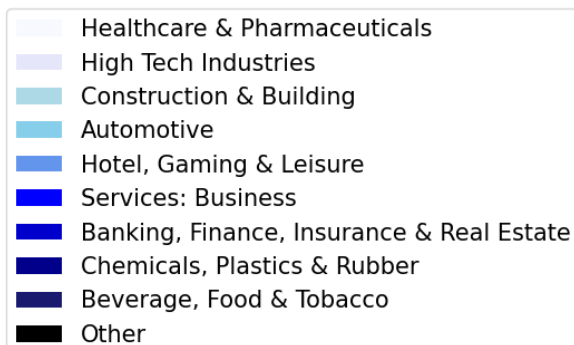 Healthcare & Pharmaceuticals
High Tech Industries
Construction & Building
Automotive
Hotel, Gaming & Leisure
Services: Business
Banking, Finance, Insurance & Real Estate
Chemicals, Plastics & Rubber
Beverage, Food & Tobacco
Other